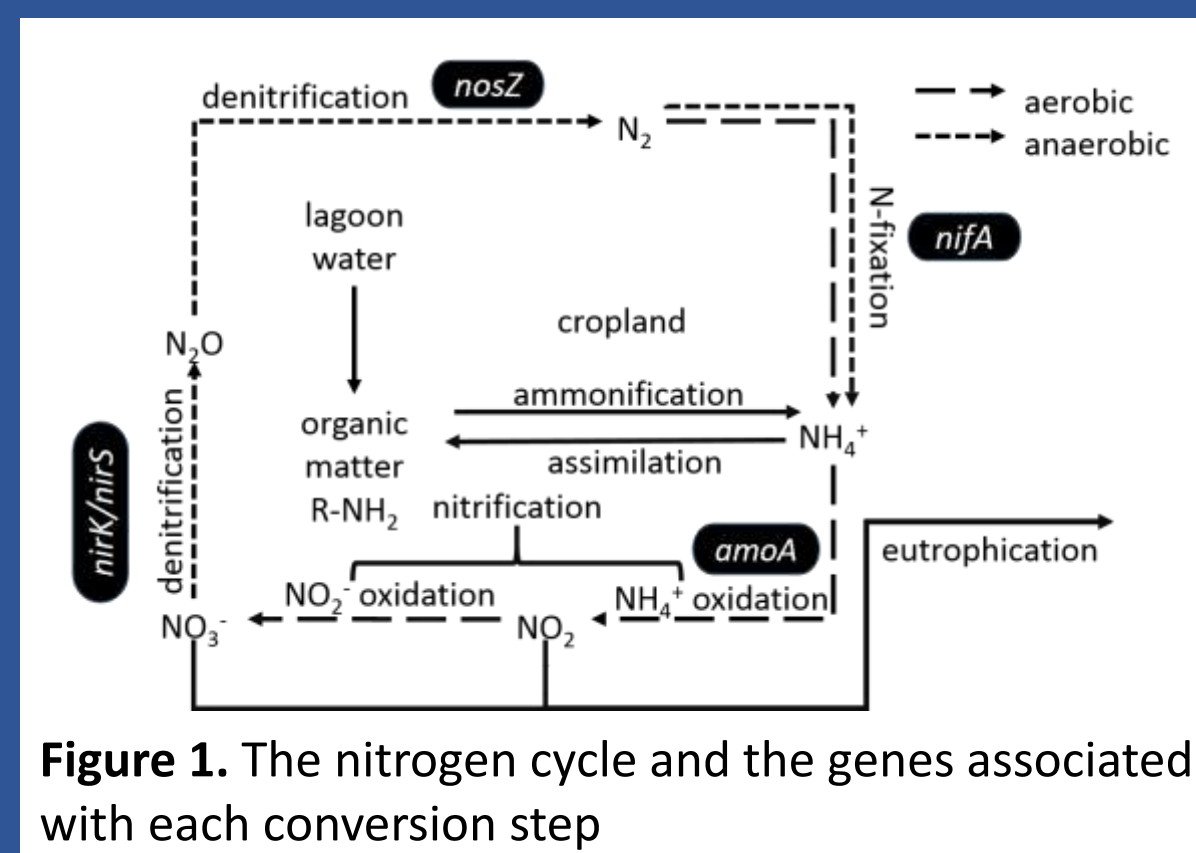 denitrification
nosZ
N₂
aerobic
anaerobic
lagoon
water
N-fixation
nifA
cropland
N₂O
ammonification
organic
matter
R-NH₂
NH₄⁺
assimilation
nirK/nirS
denitrification
nitrification
amoA
eutrophication
NO₂⁻ oxidation
NH₄⁺ oxidation
NO₃⁻
NO₂
Figure 1. The nitrogen cycle and the genes associated
with each conversion step